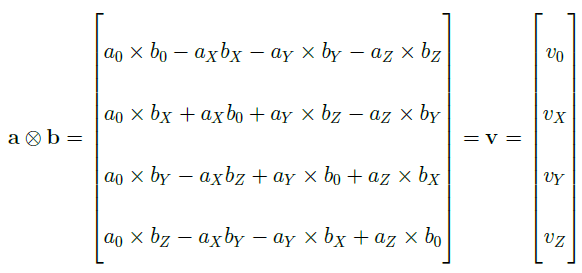 a₀ × b₀ − a_X b_X − a_Y × b_Y − a_Z × b_Z
a₀ × b_X + a_X b₀ + a_Y × b_Z − a_Z × b_Y
a ⊗ b = = v =
a₀ × b_Y − a_X b_Z + a_Y × b₀ + a_Z × b_X
a₀ × b_Z − a_X b_Y − a_Y × b_X + a_Z × b₀
v₀
v_X
v_Y
v_Z